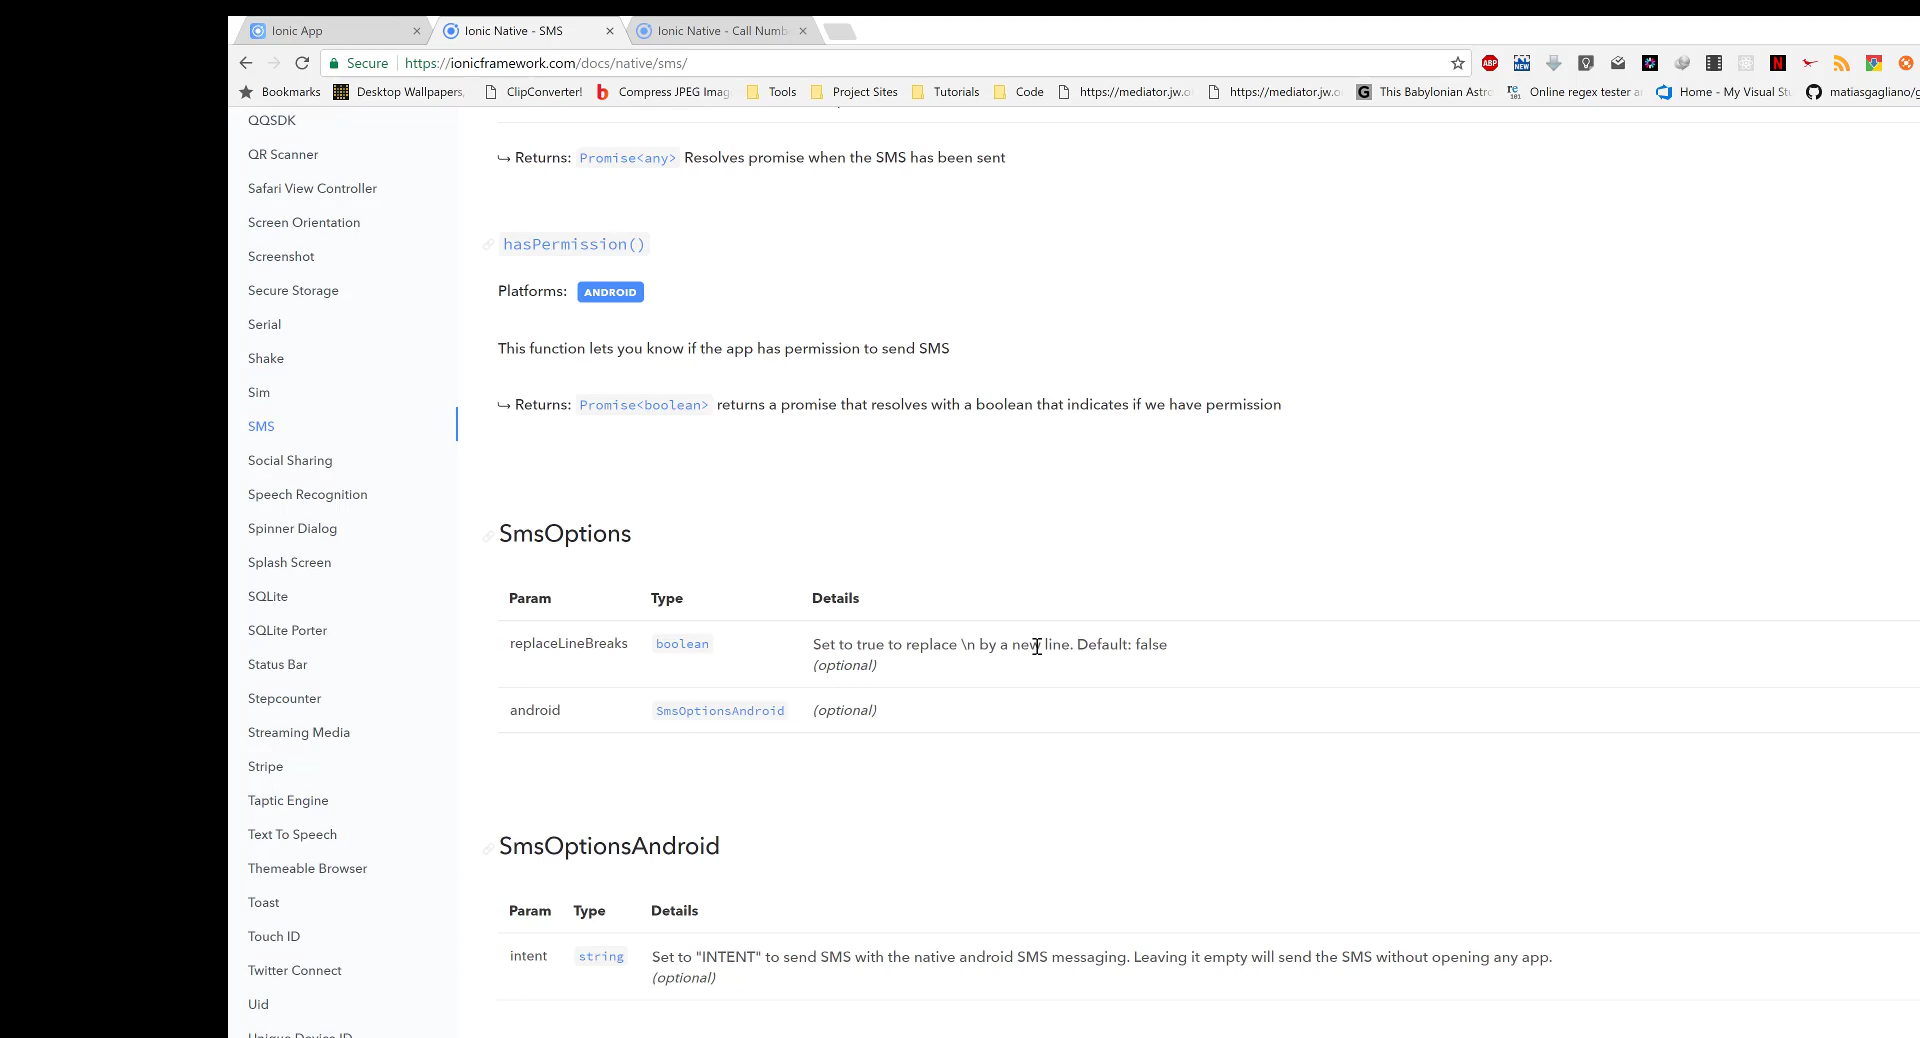 Ionic App
Ionic Native - SMS
Ionic Native - Call Numb
Secure
https://ionicframework.com/docs/native/sms/
ABP
NEW
N
Bookmarks
Desktop Wallpapers,
ClipConverter!
b
Compress JPEG Imag
Tools
Project Sites
Tutorials
Code
https://mediator.jw.o
https://mediator.jw.o
G
This Babylonian Astro
re
101
Online regex tester a
Home - My Visual Stu
matiasgagliano/g
QQSDK
QR Scanner
Safari View Controller
Screen Orientation
Screenshot
Secure Storage
Serial
Shake
Sim
SMS
Social Sharing
Speech Recognition
Spinner Dialog
Splash Screen
SQLite
SQLite Porter
Status Bar
Stepcounter
Streaming Media
Stripe
Taptic Engine
Text To Speech
Themeable Browser
Toast
Touch ID
Twitter Connect
Uid
Unique Device ID
Returns: Promise<any> Resolves promise when the SMS has been sent
hasPermission()
Platforms: ANDROID
This function lets you know if the app has permission to send SMS
Returns: Promise<boolean> returns a promise that resolves with a boolean that indicates if we have permission
SmsOptions
Param Type Details
replaceLineBreaks boolean Set to true to replace \n by a new line. Default: false
(optional)
android SmsOptionsAndroid (optional)
SmsOptionsAndroid
Param Type Details
intent string Set to "INTENT" to send SMS with the native android SMS messaging. Leaving it empty will send the SMS without opening any app.
(optional)